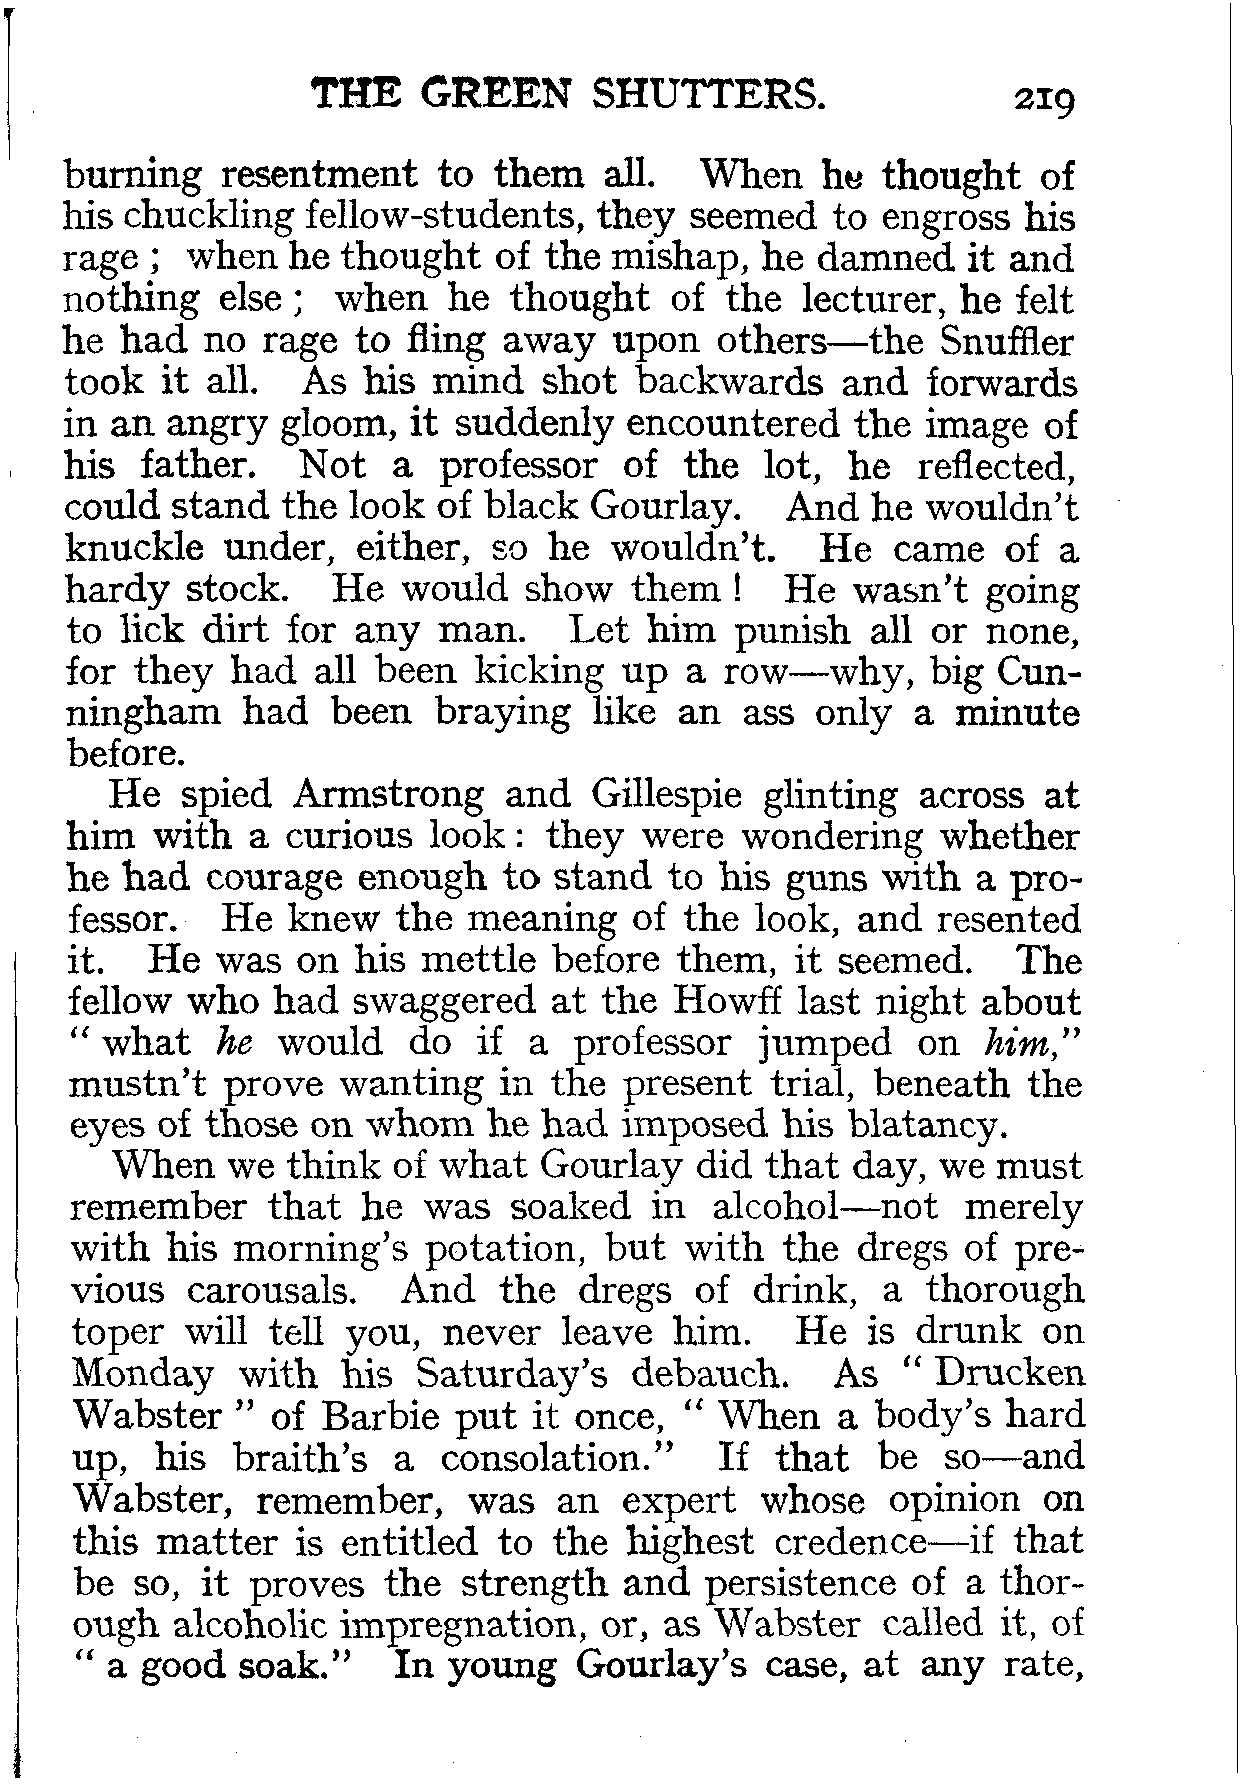 THE GREEN SHUTTERS. 219
burning resentment to them all. When he thought of
his chuckling fellow-students, they seemed to engross his
rage ; when he thought of the mishap, he damned it and
nothing else ; when he thought of the lecturer, he felt
he had no rage to fling away upon others—the Snuffler
took it all. As his mind shot backwards and forwards
in an angry gloom, it suddenly encountered the image of
his father. Not a professor of the lot, he reflected,
could stand the look of black Gourlay. And he wouldn't
knuckle under, either, so he wouldn't. He came of a
hardy stock. He would show them ! He wasn't going
to lick dirt for any man. Let him punish all or none,
for they had all been kicking up a row—why, big Cun-
ningham had been braying like an ass only a minute
before.
He spied Armstrong and Gillespie glinting across at
him with a curious look : they were wondering whether
he had courage enough to stand to his guns with a pro-
fessor. He knew the meaning of the look, and resented
it. He was on his mettle before them, it seemed. The
fellow who had swaggered at the Howff last night about
" what he would do if a professor jumped on him,"
mustn't prove wanting in the present trial, beneath the
eyes of those on whom he had imposed his blatancy.
When we think of what Gourlay did that day, we must
remember that he was soaked in alcohol—not merely
with his morning's potation, but with the dregs of pre-
vious carousals. And the dregs of drink, a thorough
toper will tell you, never leave him. He is drunk on
Monday with his Saturday's debauch. As " Drucken
Wabster " of Barbie put it once, " When a body's hard
up, his braith's a consolation." If that be so—and
Wabster, remember, was an expert whose opinion on
this matter is entitled to the highest credence—if that
be so, it proves the strength and persistence of a thor-
ough alcoholic impregnation, or, as Wabster called it, of
" a good soak." In young Gourlay's case, at any rate,